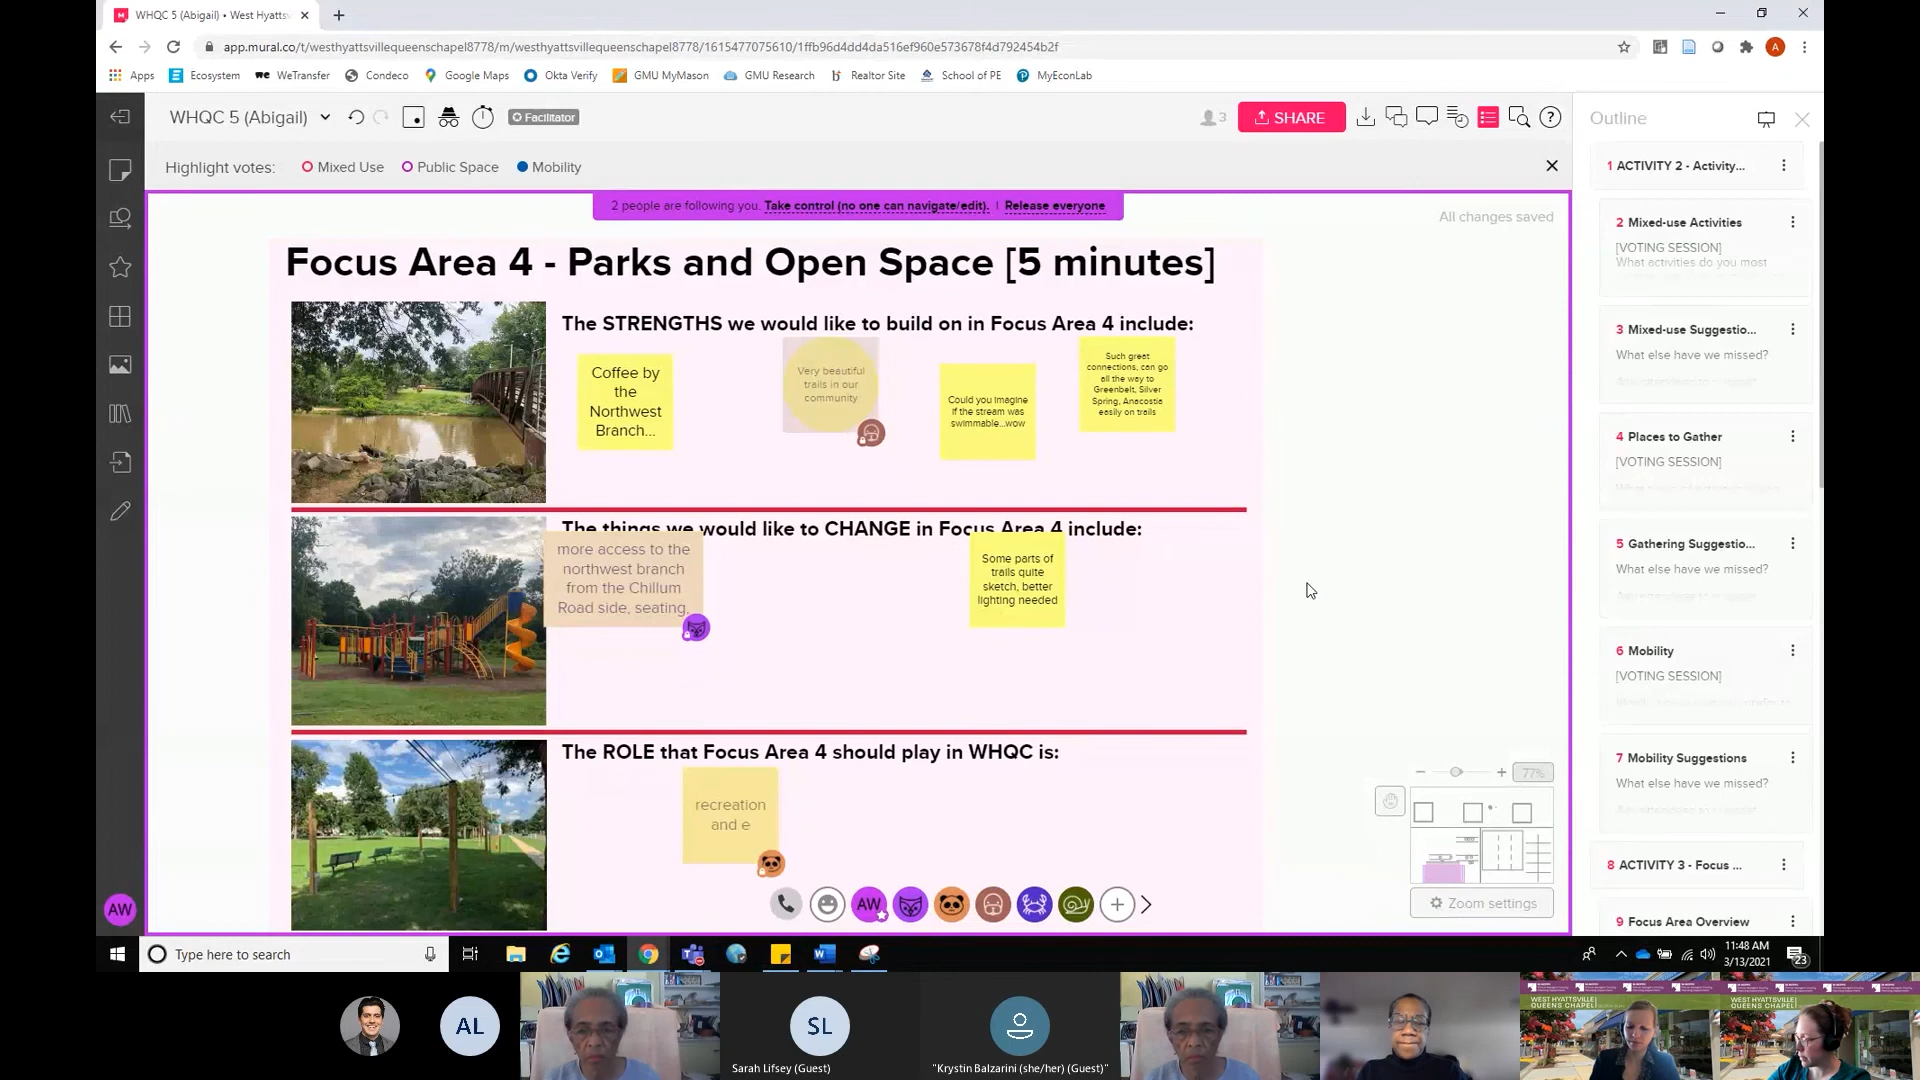 WHQC 5 (Abigail) • West Hyatts
app.mural.co/t/westhyattsvillequeenschapel8778/m/westhyattsvillequeenschapel8778/1615477075610/1ffb96d4dd4da516ef960e573678f4d792454b2f
Apps Ecosystem WeTransfer Condeco Google Maps Okta Verify GMU MyMason GMU Research Realtor Site School of PE MyEconLab
WHQC 5 (Abigail) Facilitator 3 SHARE
Highlight votes: Mixed Use Public Space Mobility
2 people are following you. Take control (no one can navigate/edit). | Release everyone
All changes saved
Focus Area 4 - Parks and Open Space [5 minutes]
The STRENGTHS we would like to build on in Focus Area 4 include:
Coffee by
the
Northwest
Branch...
Very beautiful
trails in our
community
Could you imagine
if the stream was
swimmable...wow
Such great
connections, can go
all the way to
Greenbelt, Silver
Spring, Anacostia
easily on trails
The things we would like to CHANGE in Focus Area 4 include:
more access to the
northwest branch
from the Chillum
Road side, seating,
Some parts of
trails quite
sketch, better
lighting needed
The ROLE that Focus Area 4 should play in WHQC is:
recreation
and e
AW
AW
77%
Zoom settings
Outline
1 ACTIVITY 2 - Activity...
2 Mixed-use Activities
[VOTING SESSION]
What activities do you most
3 Mixed-use Suggestio...
What else have we missed?
4 Places to Gather
[VOTING SESSION]
5 Gathering Suggestio...
What else have we missed?
6 Mobility
[VOTING SESSION]
7 Mobility Suggestions
What else have we missed?
8 ACTIVITY 3 - Focus ...
9 Focus Area Overview
Type here to search
11:48 AM
3/13/2021
23
AL
SL
Sarah Lifsey (Guest)
"Krystin Balzarini (she/her) (Guest)"
WEST HYATTSVILLE
QUEENS CHAPEL
WEST HYATTSVILLE
QUEENS CHAPEL